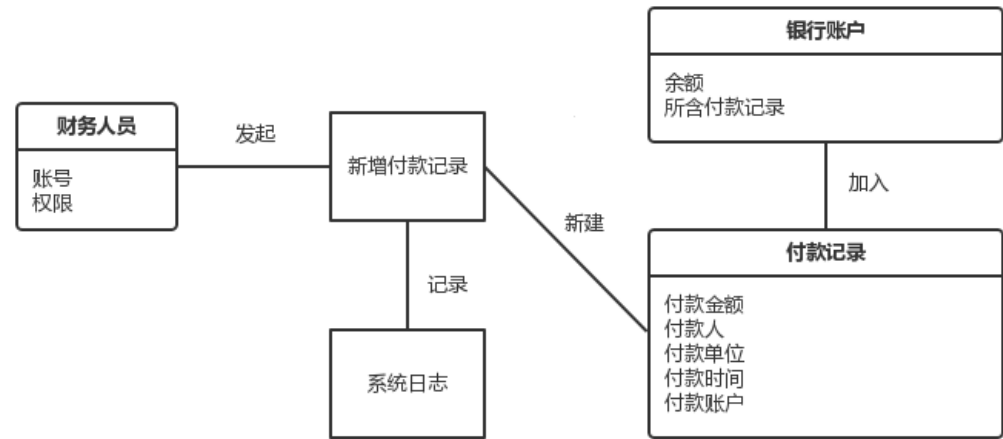 银行账户
余额
所含付款记录
财务人员
账号
权限
发起
新增付款记录
加入
新建
付款记录
付款金额
付款人
付款单位
付款时间
付款账户
记录
系统日志